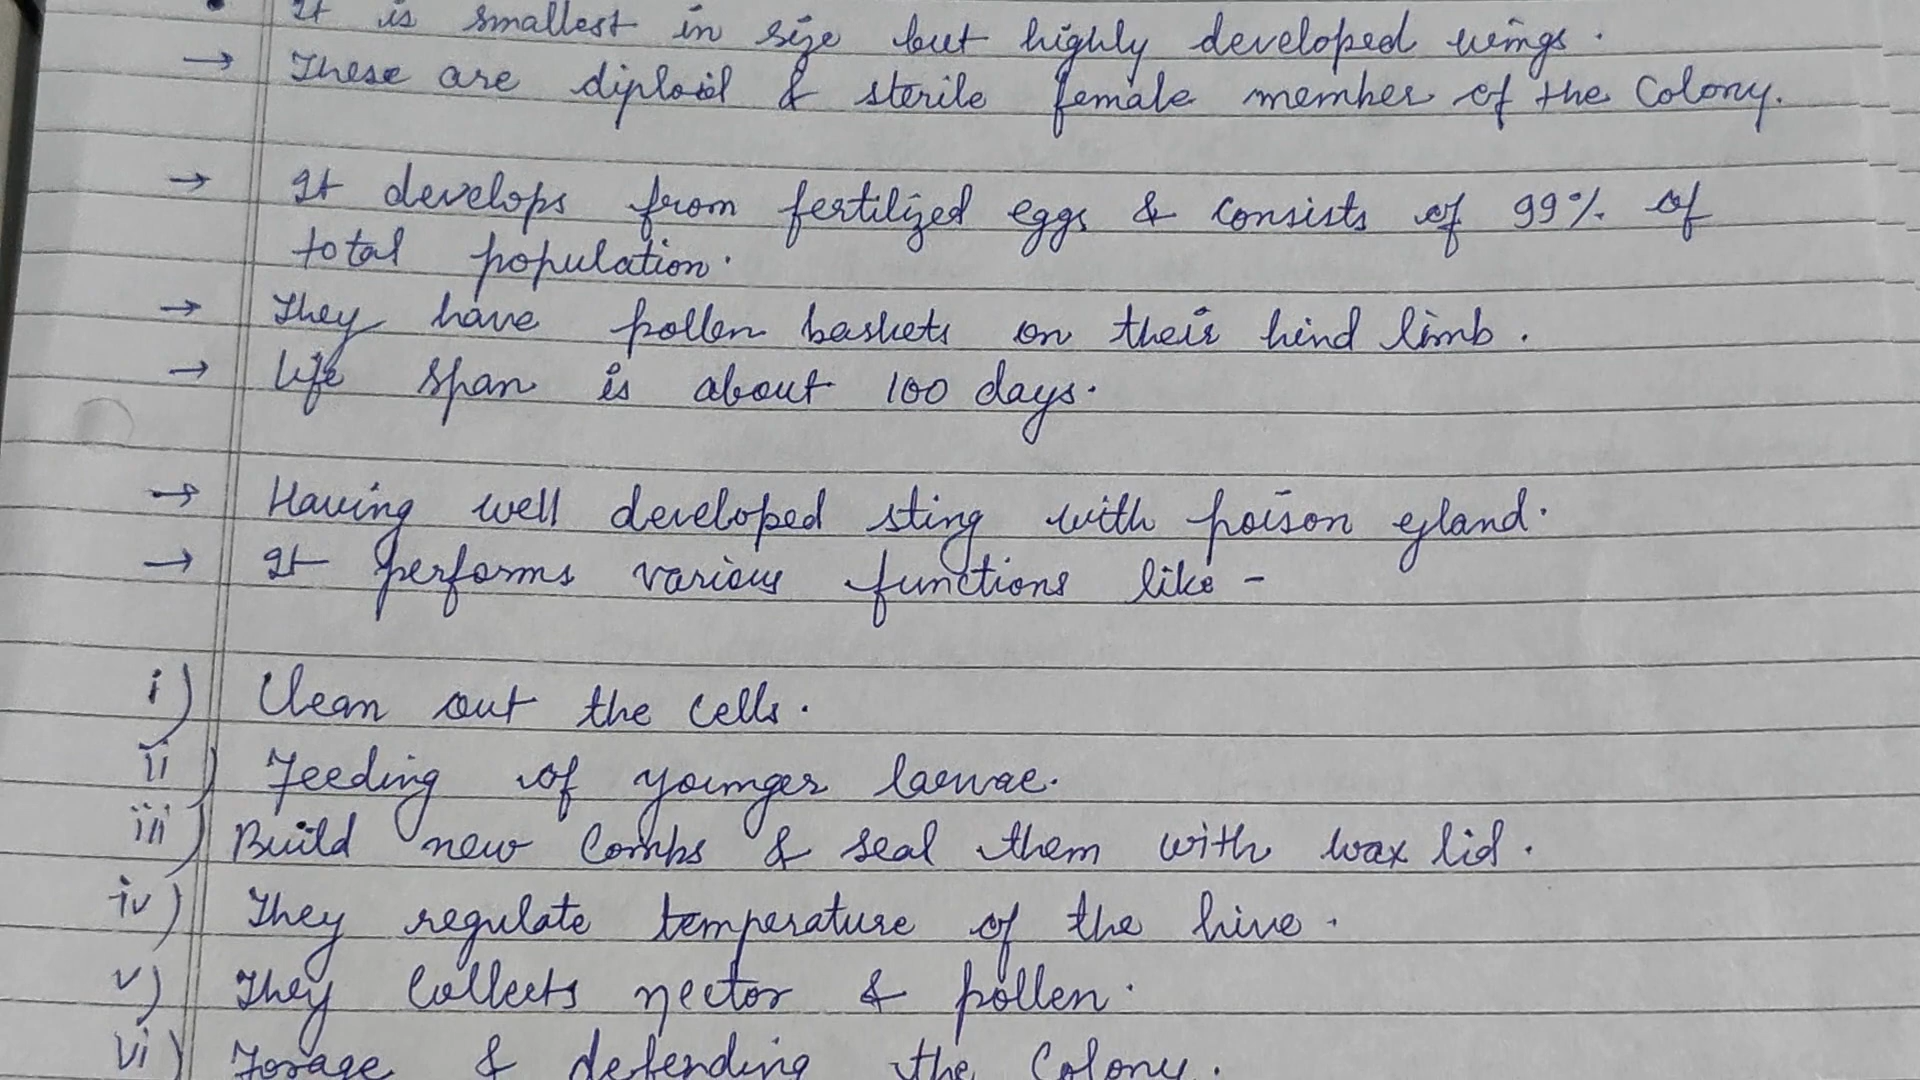 • It is smallest in size but highly developed wings.
→ These are diploid & sterile female member of the Colony.
→ It develops from fertilized eggs & consists of 99% of
total population.
→ They have pollen baskets on their hind limb.
→ Life span is about 100 days.
→ Having well developed sting with poison gland.
→ It performs various functions like -
i) Clean out the cells.
ii) Feeding of younger larvae.
iii) Build new Combs & seal them with wax lid.
iv) They regulate temperature of the hive.
v) They Collects nector & pollen.
vi) Forage & defending the Colony.